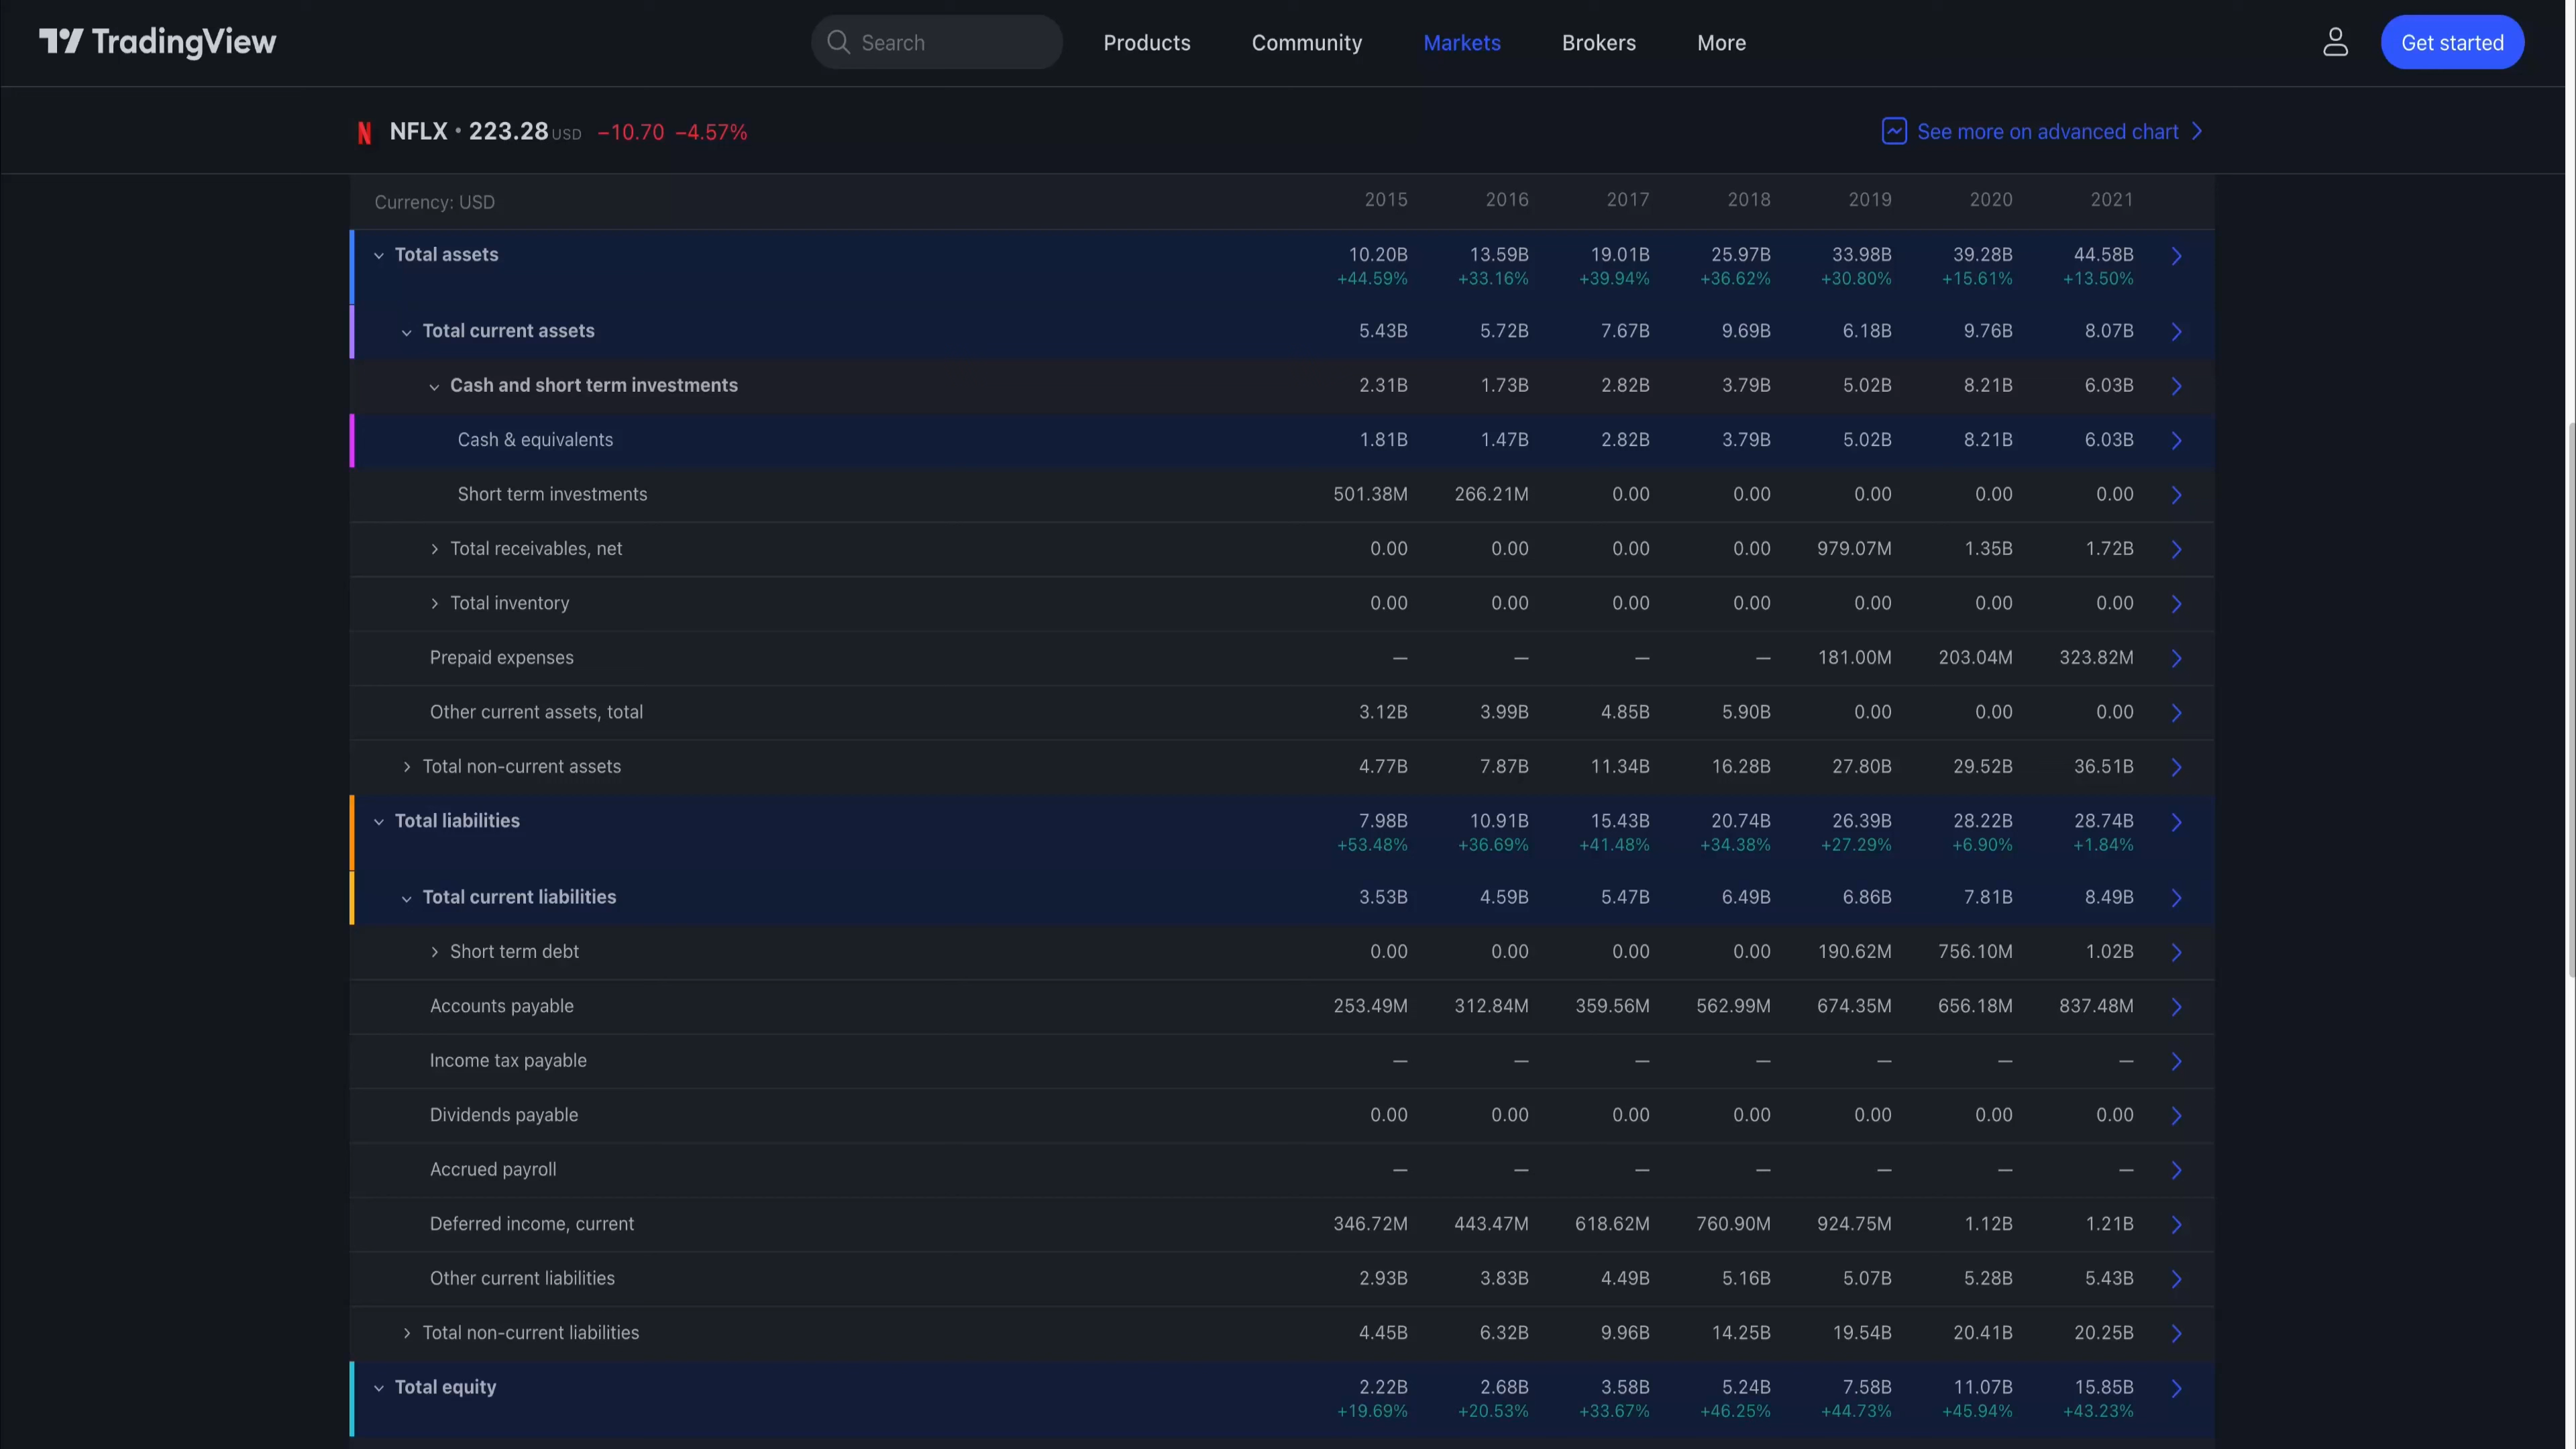 TradingView Search Products Community Markets Brokers More Get started
NFLX • 223.28 USD −10.70 −4.57% See more on advanced chart
Currency: USD 2015 2016 2017 2018 2019 2020 2021
Total assets 10.20B 13.59B 19.01B 25.97B 33.98B 39.28B 44.58B
+44.59% +33.16% +39.94% +36.62% +30.80% +15.61% +13.50%
Total current assets 5.43B 5.72B 7.67B 9.69B 6.18B 9.76B 8.07B
Cash and short term investments 2.31B 1.73B 2.82B 3.79B 5.02B 8.21B 6.03B
Cash & equivalents 1.81B 1.47B 2.82B 3.79B 5.02B 8.21B 6.03B
Short term investments 501.38M 266.21M 0.00 0.00 0.00 0.00 0.00
Total receivables, net 0.00 0.00 0.00 0.00 979.07M 1.35B 1.72B
Total inventory 0.00 0.00 0.00 0.00 0.00 0.00 0.00
Prepaid expenses — — — — 181.00M 203.04M 323.82M
Other current assets, total 3.12B 3.99B 4.85B 5.90B 0.00 0.00 0.00
Total non-current assets 4.77B 7.87B 11.34B 16.28B 27.80B 29.52B 36.51B
Total liabilities 7.98B 10.91B 15.43B 20.74B 26.39B 28.22B 28.74B
+53.48% +36.69% +41.48% +34.38% +27.29% +6.90% +1.84%
Total current liabilities 3.53B 4.59B 5.47B 6.49B 6.86B 7.81B 8.49B
Short term debt 0.00 0.00 0.00 0.00 190.62M 756.10M 1.02B
Accounts payable 253.49M 312.84M 359.56M 562.99M 674.35M 656.18M 837.48M
Income tax payable — — — — — — —
Dividends payable 0.00 0.00 0.00 0.00 0.00 0.00 0.00
Accrued payroll — — — — — — —
Deferred income, current 346.72M 443.47M 618.62M 760.90M 924.75M 1.12B 1.21B
Other current liabilities 2.93B 3.83B 4.49B 5.16B 5.07B 5.28B 5.43B
Total non-current liabilities 4.45B 6.32B 9.96B 14.25B 19.54B 20.41B 20.25B
Total equity 2.22B 2.68B 3.58B 5.24B 7.58B 11.07B 15.85B
+19.69% +20.53% +33.67% +46.25% +44.73% +45.94% +43.23%